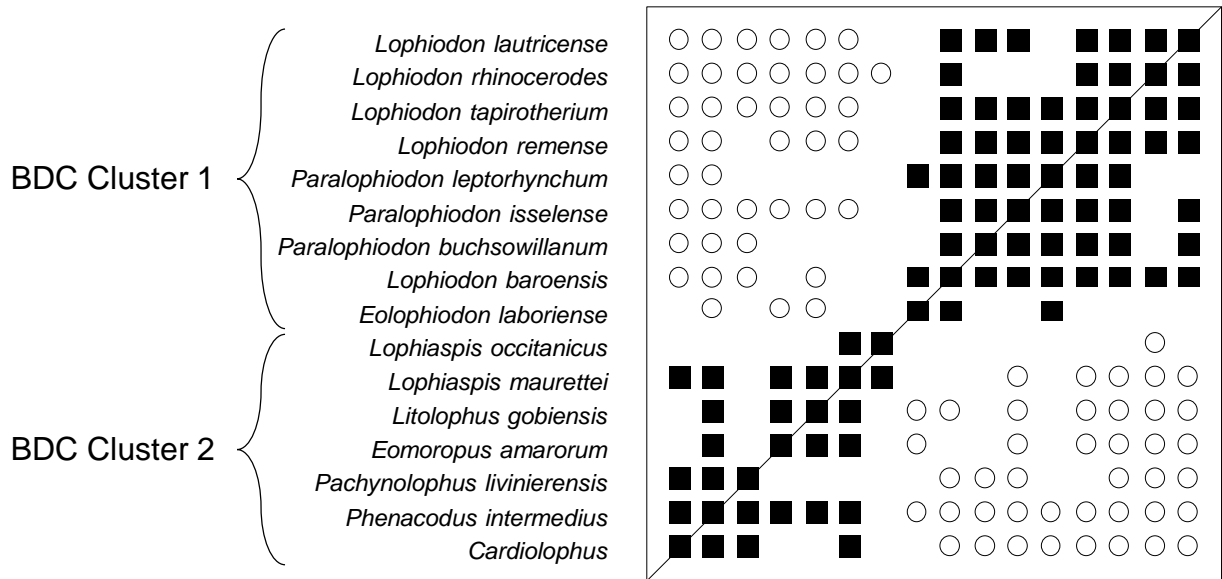 Lophiodon lautricense
Lophiodon rhinocerodes
Lophiodon tapirotherium
Lophiodon remense
BDC Cluster 1
Paralophiodon leptorhynchum
Paralophiodon isselense
Paralophiodon buchsowillanum
Lophiodon baroensis
Eolophiodon laboriense
Lophiaspis occitanicus
Lophiaspis maurettei
Litolophus gobiensis
BDC Cluster 2
Eomoropus amarorum
Pachynolophus livinierensis
Phenacodus intermedius
Cardiolophus